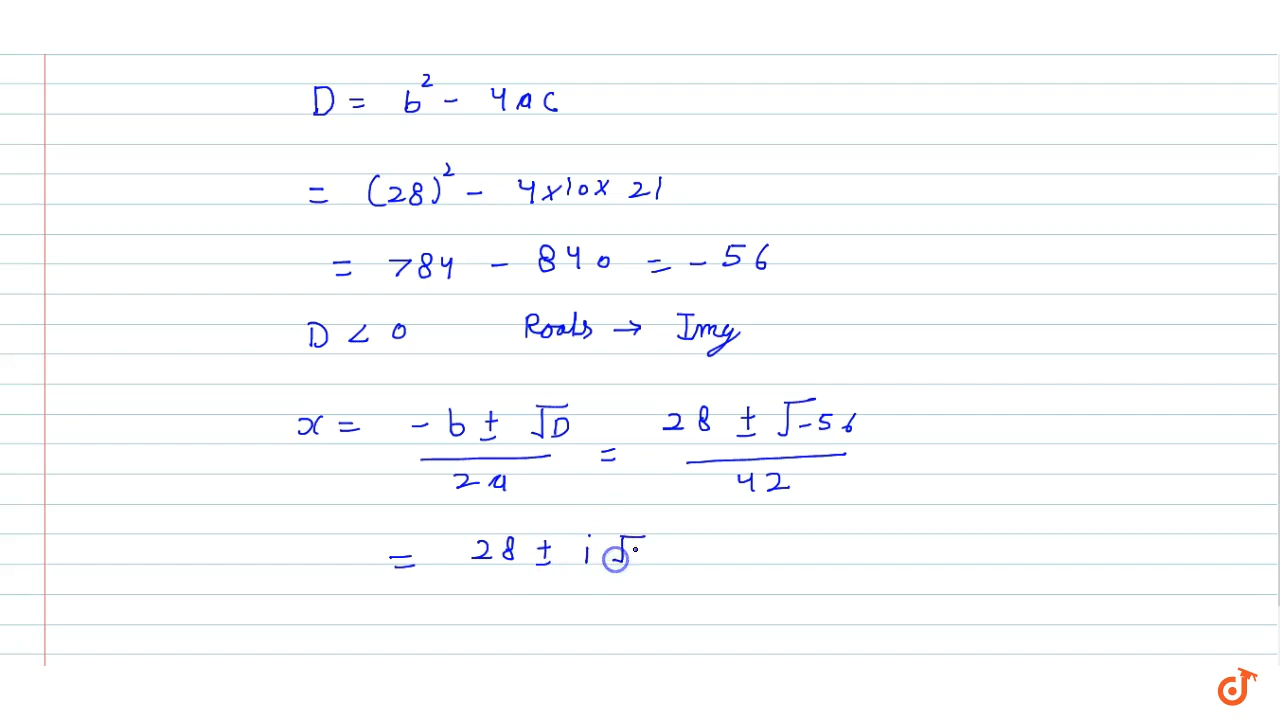 D = b² - 4ac
= (28)² - 4x10x 21
= 784 - 840 = - 56
D < 0 Roots → Img
x = (- b ± √D)/(2a) = (28 ± √-56)/(42)
= 28 ± i √